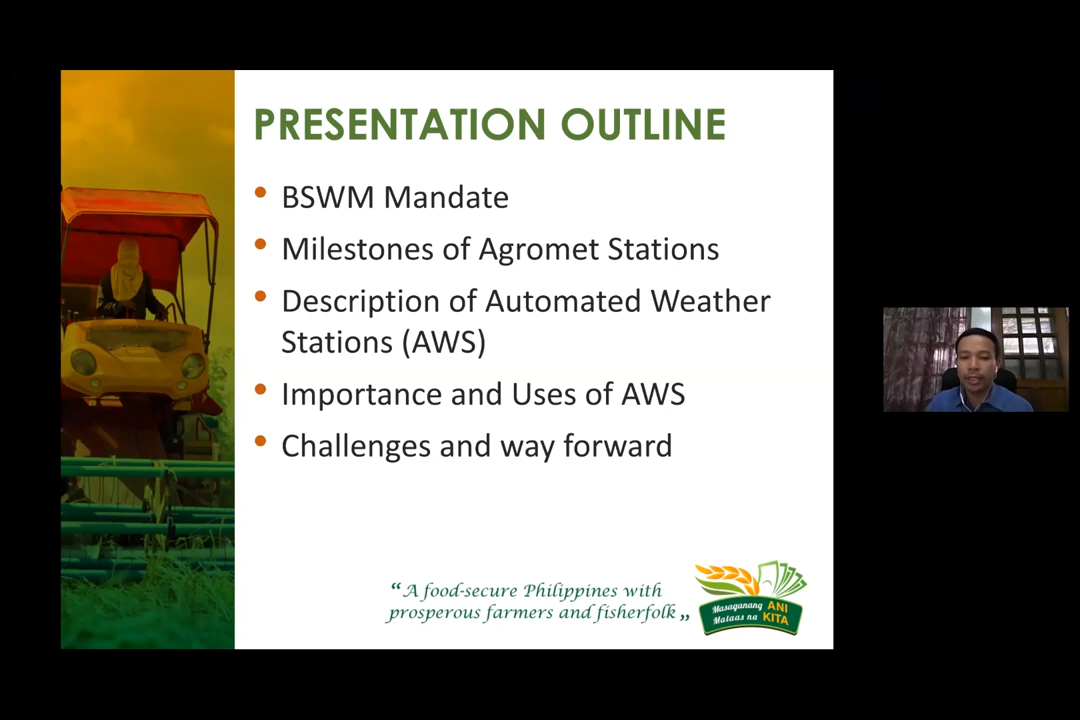 PRESENTATION OUTLINE
• BSWM Mandate
• Milestones of Agromet Stations
• Description of Automated Weather
Stations (AWS)
• Importance and Uses of AWS
• Challenges and way forward
“A food-secure Philippines with
prosperous farmers and fisherfolk„
Masaganang ANI
Mataas na KITA